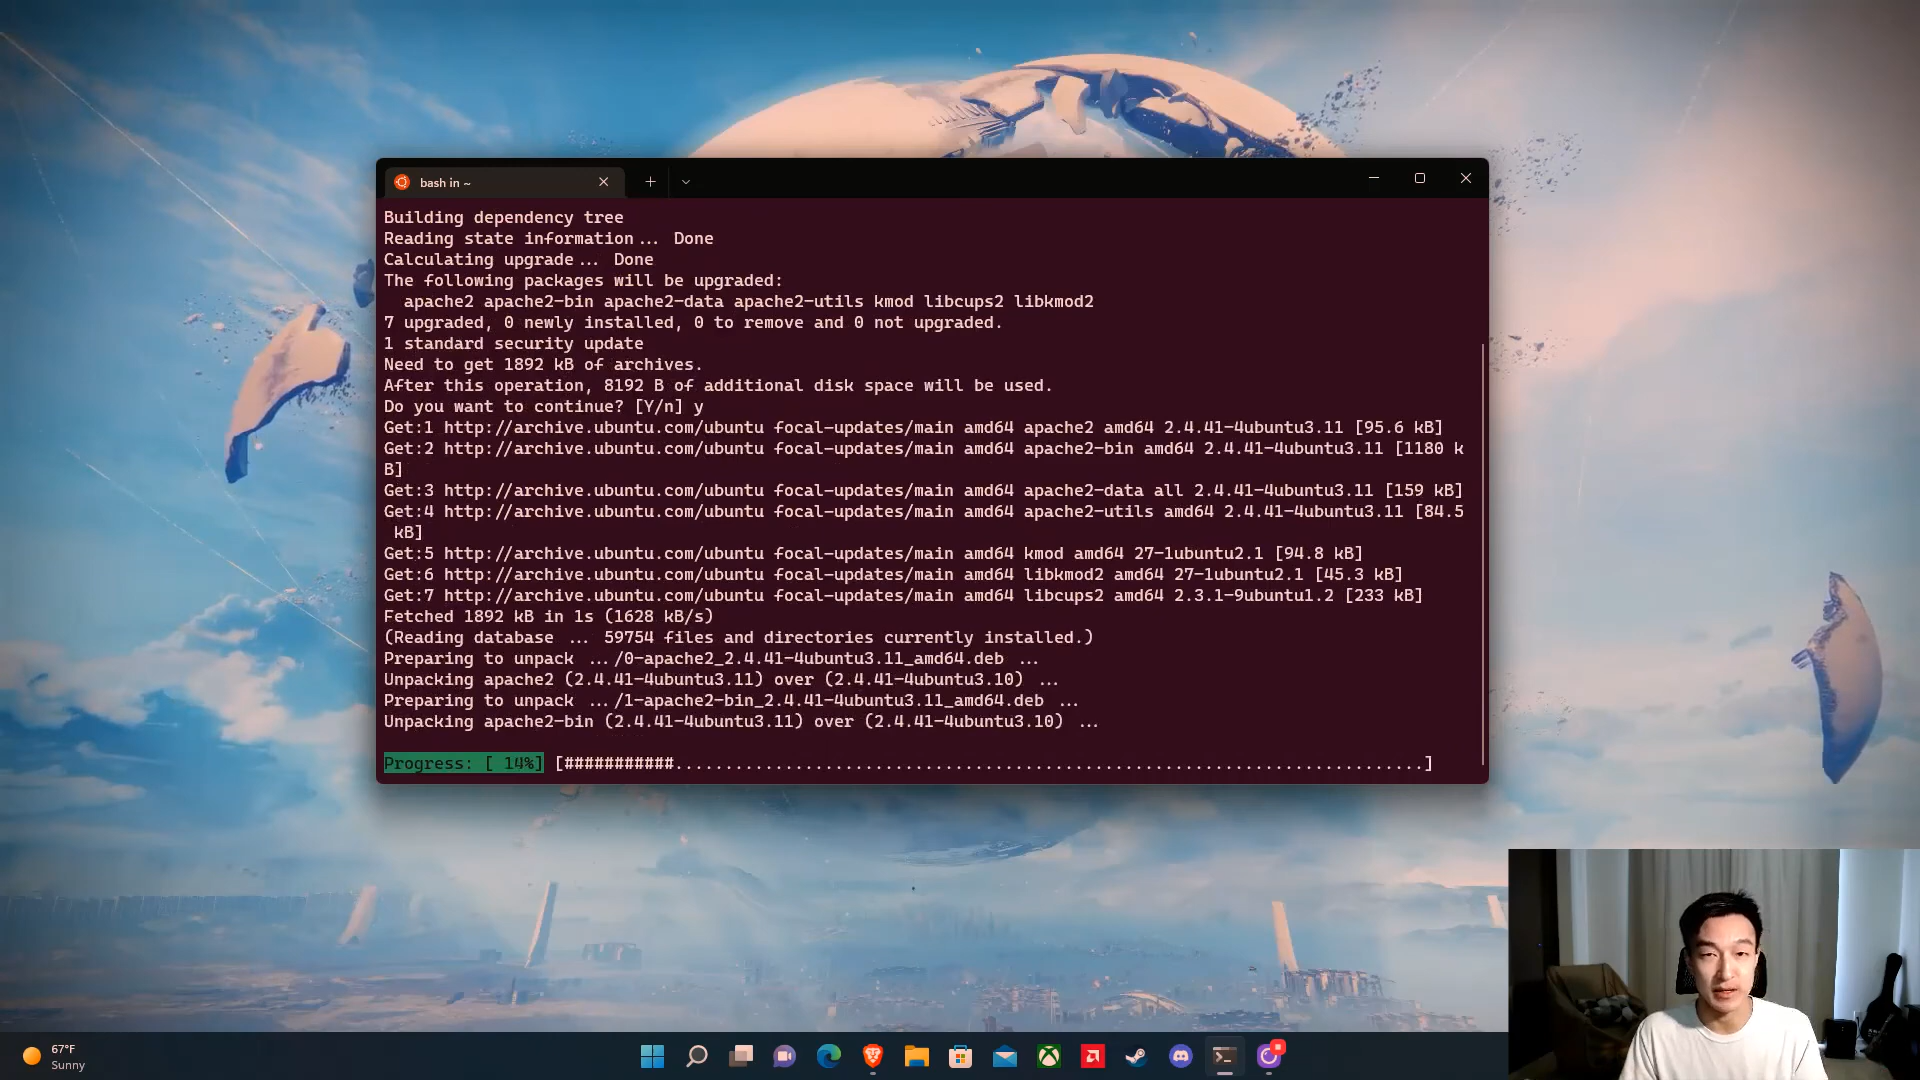 bash in ~
Building dependency tree
Reading state information... Done
Calculating upgrade... Done
The following packages will be upgraded:
  apache2 apache2-bin apache2-data apache2-utils kmod libcups2 libkmod2
7 upgraded, 0 newly installed, 0 to remove and 0 not upgraded.
1 standard security update
Need to get 1892 kB of archives.
After this operation, 8192 B of additional disk space will be used.
Do you want to continue? [Y/n] y
Get:1 http://archive.ubuntu.com/ubuntu focal-updates/main amd64 apache2 amd64 2.4.41-4ubuntu3.11 [95.6 kB]
Get:2 http://archive.ubuntu.com/ubuntu focal-updates/main amd64 apache2-bin amd64 2.4.41-4ubuntu3.11 [1180 k
B]
Get:3 http://archive.ubuntu.com/ubuntu focal-updates/main amd64 apache2-data all 2.4.41-4ubuntu3.11 [159 kB]
Get:4 http://archive.ubuntu.com/ubuntu focal-updates/main amd64 apache2-utils amd64 2.4.41-4ubuntu3.11 [84.5
 kB]
Get:5 http://archive.ubuntu.com/ubuntu focal-updates/main amd64 kmod amd64 27-1ubuntu2.1 [94.8 kB]
Get:6 http://archive.ubuntu.com/ubuntu focal-updates/main amd64 libkmod2 amd64 27-1ubuntu2.1 [45.3 kB]
Get:7 http://archive.ubuntu.com/ubuntu focal-updates/main amd64 libcups2 amd64 2.3.1-9ubuntu1.2 [233 kB]
Fetched 1892 kB in 1s (1628 kB/s)
(Reading database ... 59754 files and directories currently installed.)
Preparing to unpack .../0-apache2_2.4.41-4ubuntu3.11_amd64.deb ...
Unpacking apache2 (2.4.41-4ubuntu3.11) over (2.4.41-4ubuntu3.10) ...
Preparing to unpack .../1-apache2-bin_2.4.41-4ubuntu3.11_amd64.deb ...
Unpacking apache2-bin (2.4.41-4ubuntu3.11) over (2.4.41-4ubuntu3.10) ...
Progress: [ 14%] [###########...........................................................................]
67°F
Sunny